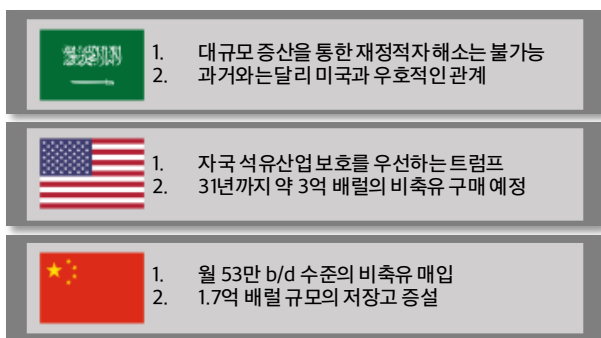 1. 대규모 증산을 통한 재정적자 해소는 불가능
2. 과거와는 달리 미국과 우호적인 관계
1. 자국 석유산업 보호를 우선하는 트럼프
2. 31년까지 약 3억 배럴의 비축유 구매 예정
1. 월 53만 b/d 수준의 비축유 매입
2. 1.7억 배럴 규모의 저장고 증설